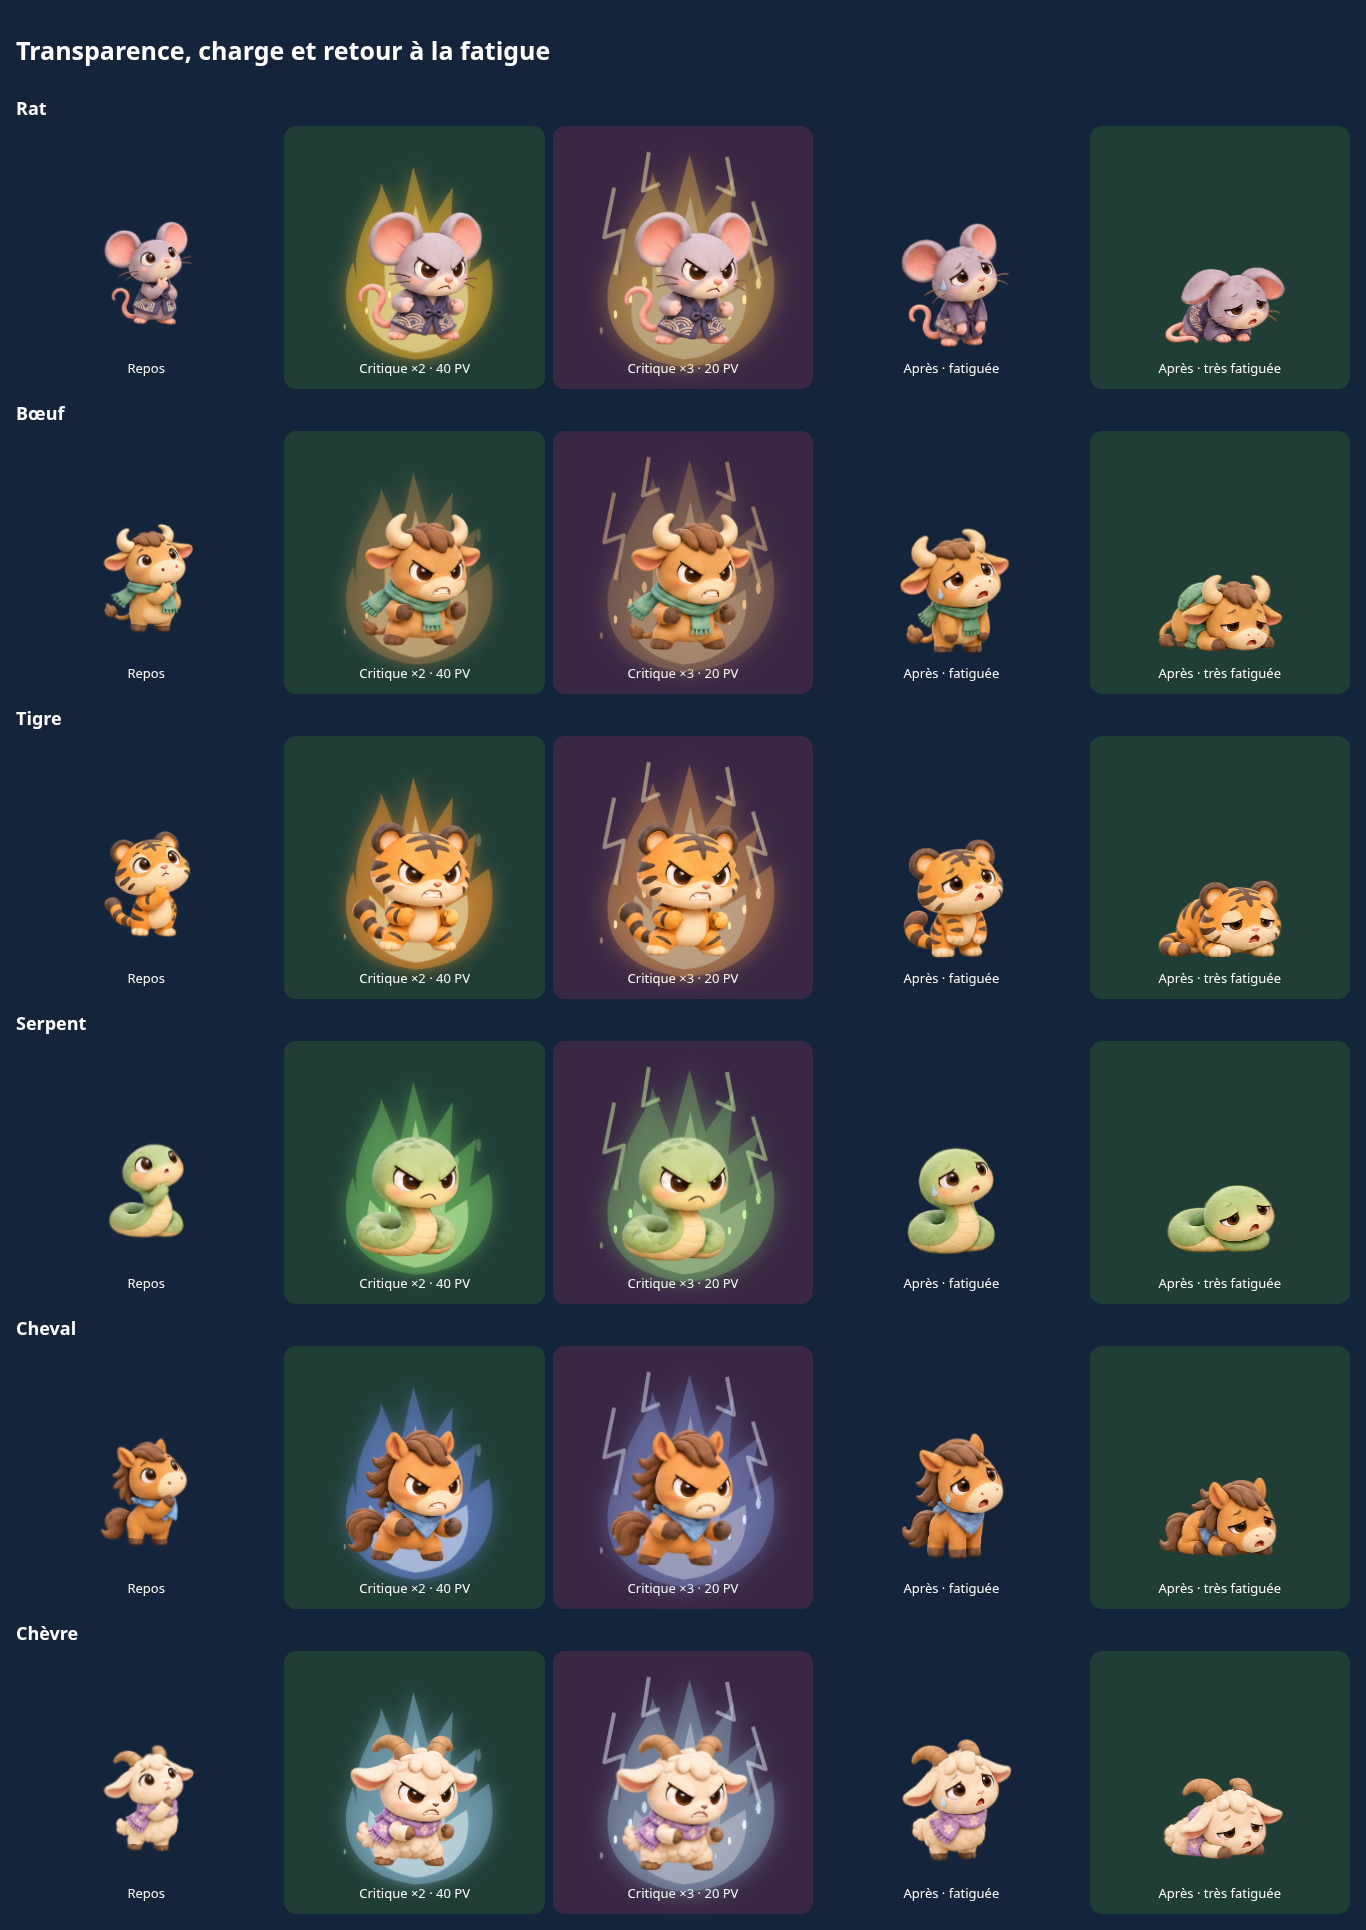 Transparence, charge et retour à la fatigue
Rat
Repos
Critique ×2 · 40 PV
Critique ×3 · 20 PV
Après · fatiguée
Après · très fatiguée
Bœuf
Repos
Critique ×2 · 40 PV
Critique ×3 · 20 PV
Après · fatiguée
Après · très fatiguée
Tigre
Repos
Critique ×2 · 40 PV
Critique ×3 · 20 PV
Après · fatiguée
Après · très fatiguée
Serpent
Repos
Critique ×2 · 40 PV
Critique ×3 · 20 PV
Après · fatiguée
Après · très fatiguée
Cheval
Repos
Critique ×2 · 40 PV
Critique ×3 · 20 PV
Après · fatiguée
Après · très fatiguée
Chèvre
Repos
Critique ×2 · 40 PV
Critique ×3 · 20 PV
Après · fatiguée
Après · très fatiguée